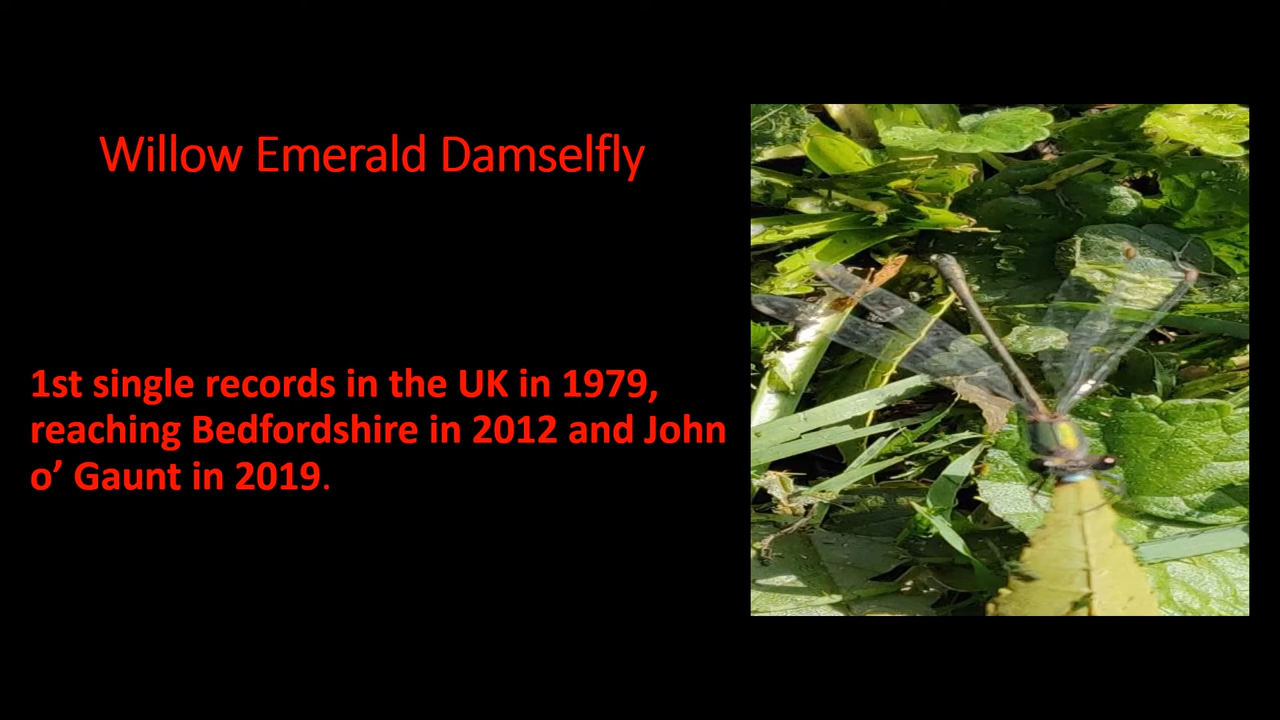 Willow Emerald Damselfly
1st single records in the UK in 1979,
reaching Bedfordshire in 2012 and John
o’ Gaunt in 2019.